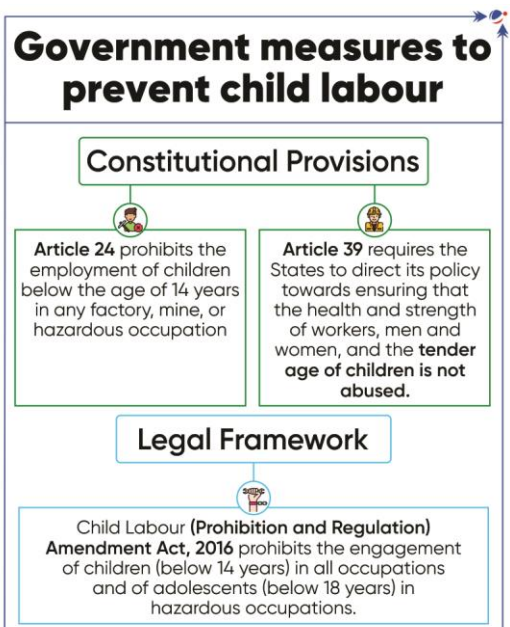 Government measures to
prevent child labour
Constitutional Provisions
Article 24 prohibits the
employment of children
below the age of 14 years
in any factory, mine, or
hazardous occupation
Article 39 requires the
States to direct its policy
towards ensuring that
the health and strength
of workers, men and
women, and the tender
age of children is not
abused.
Legal Framework
Child Labour (Prohibition and Regulation)
Amendment Act, 2016 prohibits the engagement
of children (below 14 years) in all occupations
and of adolescents (below 18 years) in
hazardous occupations.